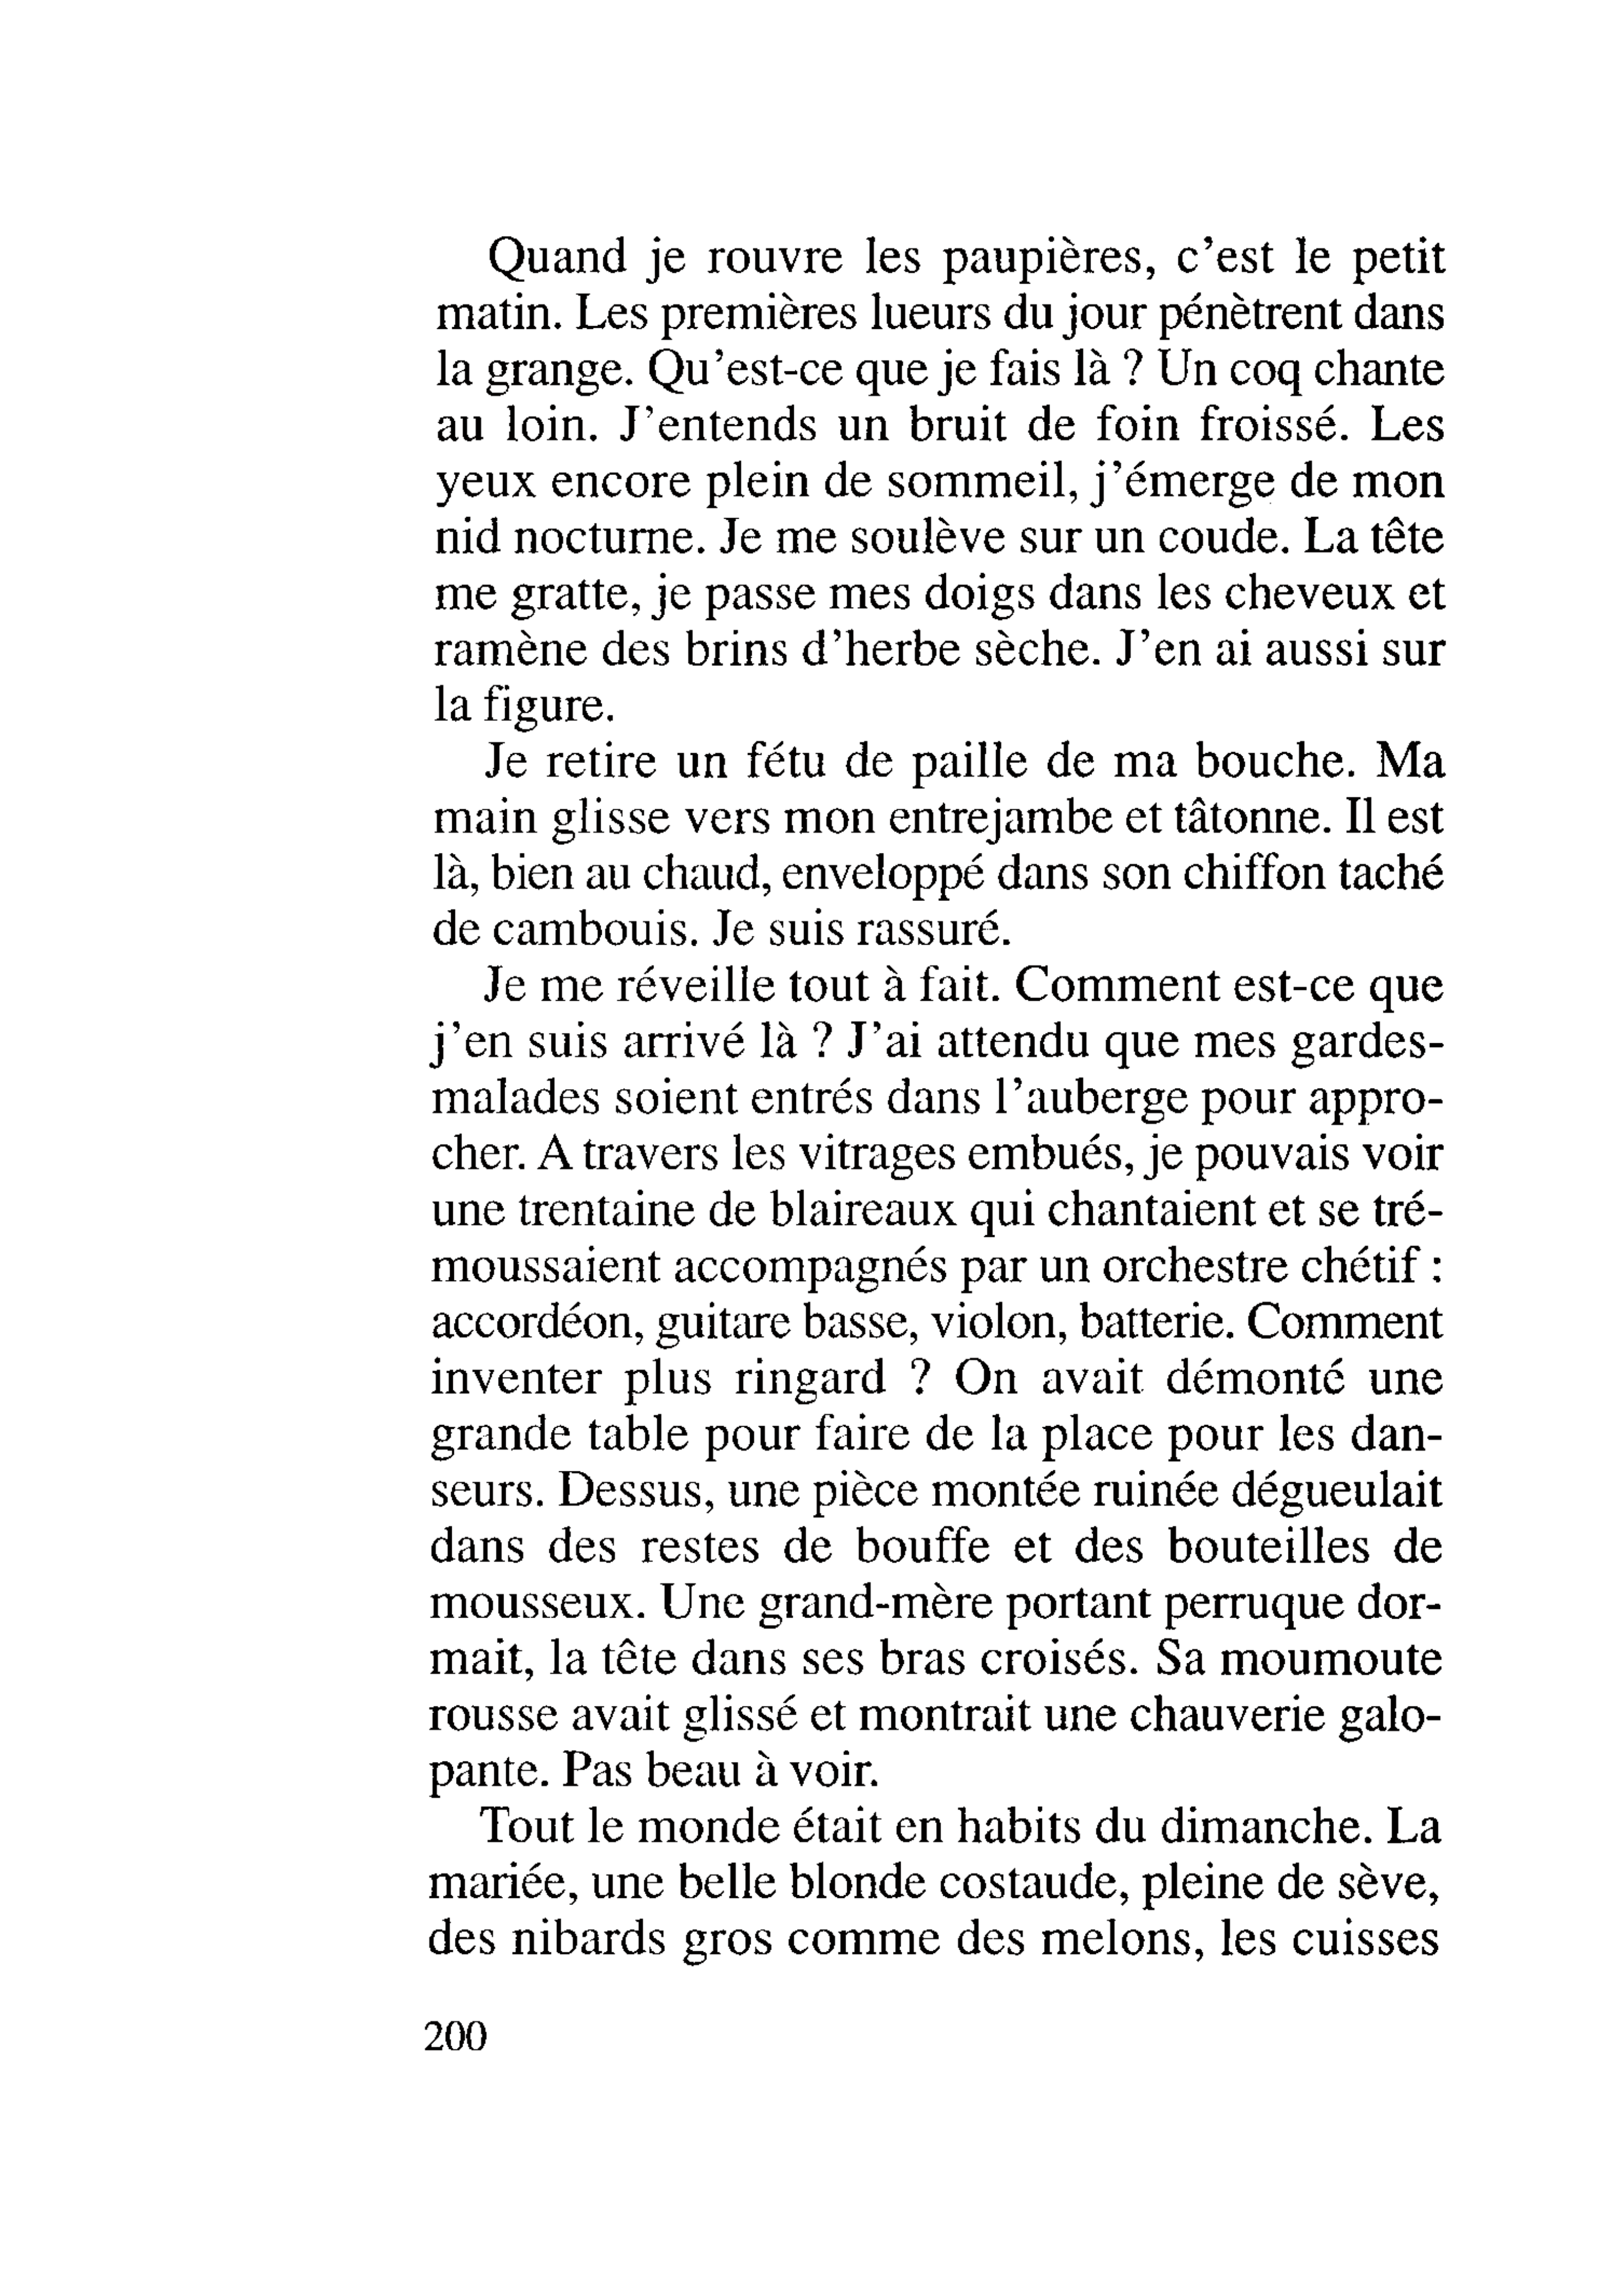 Quand je rouvre les paupières, c'est le petit
matin. Les premières lueurs du jour pénètrent dans
la grange. Qu'est-ce que je fais là ? Un coq chante
au loin. J'entends un bruit de foin froissé. Les
yeux encore plein de sommeil, j'émerge de mon
nid nocturne. Je me soulève sur un coude. La tête
me gratte, je passe mes doigs dans les cheveux et
ramène des brins d'herbe sèche. J'en ai aussi sur
la figure.
Je retire un fétu de paille de ma bouche. Ma
main glisse vers mon entrejambe et tâtonne. Il est
là, bien au chaud, enveloppé dans son chiffon taché
de cambouis. Je suis rassuré.
Je me réveille tout à fait. Comment est-ce que
j'en suis arrivé là ? J'ai attendu que mes gardes-
malades soient entrés dans l'auberge pour appro-
cher. A travers les vitrages embués, je pouvais voir
une trentaine de blaireaux qui chantaient et se tré-
moussaient accompagnés par un orchestre chétif :
accordéon, guitare basse, violon, batterie. Comment
inventer plus ringard ? On avait démonté une
grande table pour faire de la place pour les dan-
seurs. Dessus, une pièce montée ruinée dégueulait
dans des restes de bouffe et des bouteilles de
mousseux. Une grand-mère portant perruque dor-
mait, la tête dans ses bras croisés. Sa moumoute
rousse avait glissé et montrait une chauverie galo-
pante. Pas beau à voir.
Tout le monde était en habits du dimanche. La
mariée, une belle blonde costaude, pleine de sève,
des nibards gros comme des melons, les cuisses
200